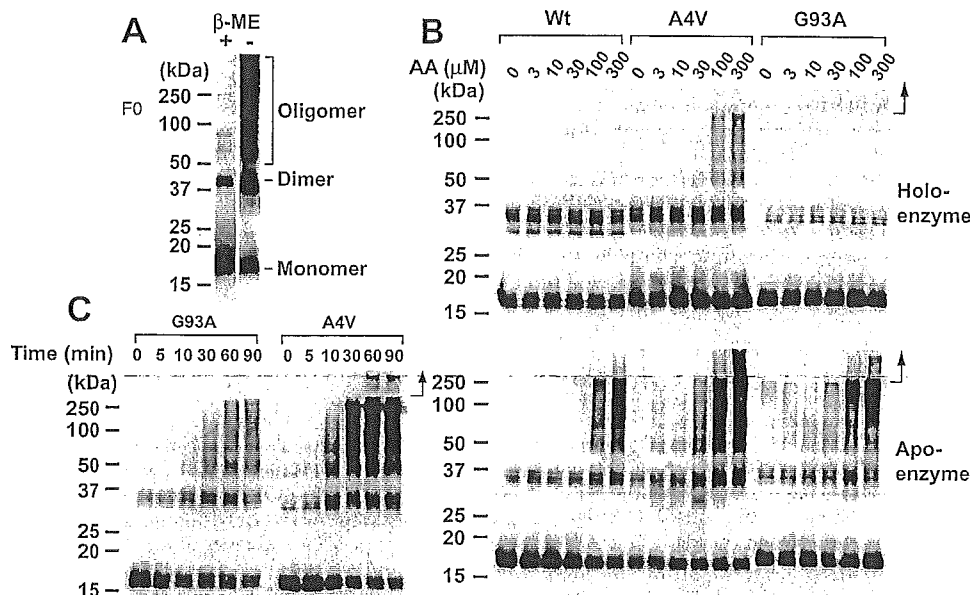 A
β-ME
+ -
(kDa)
F0
250
100
50
37
25
20
15
Oligomer
Dimer
Monomer
B
Wt A4V G93A
AA (μM) 0 3 10 30 100 300 0 3 10 30 100 300 0 3 10 30 100 300
(kDa)
250
100
50
37
25
20
15
Holo-
enzyme
250
100
50
37
25
20
15
Apo-
enzyme
C
G93A A4V
Time (min) 0 5 10 30 60 90 0 5 10 30 60 90
(kDa)
250
100
50
37
25
20
15